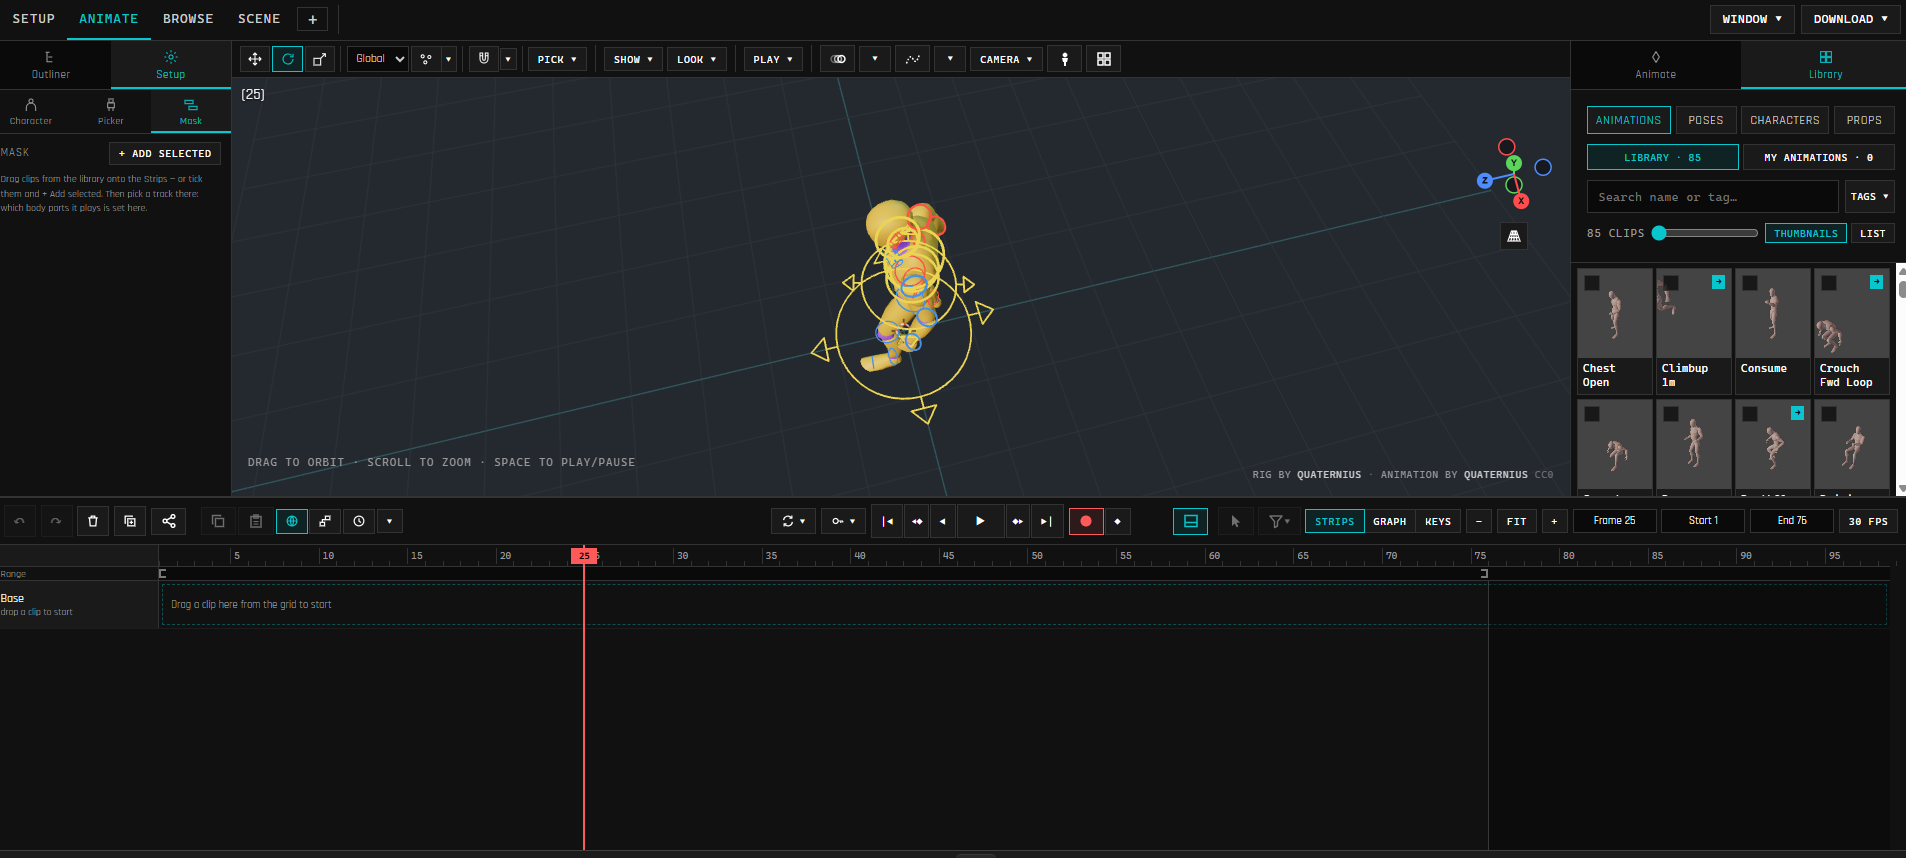 SETUP ANIMATE BROWSE SCENE +
WINDOW ▼ DOWNLOAD ▼
Outliner Setup
Global PICK ▼ SHOW ▼ LOOK ▼ PLAY ▼ CAMERA ▼
Animate Library
Character Picker Mask
MASK + ADD SELECTED
Drag clips from the library onto the Strips – or tick
them and + Add selected. Then pick a track there:
which body parts it plays is set here.
(25)
Y
Z
X
DRAG TO ORBIT · SCROLL TO ZOOM · SPACE TO PLAY/PAUSE
RIG BY QUATERNIUS · ANIMATION BY QUATERNIUS CC0
ANIMATIONS POSES CHARACTERS PROPS
LIBRARY · 85 MY ANIMATIONS · 0
Search name or tag… TAGS ▼
85 CLIPS THUMBNAILS LIST
Chest Open
Climbup 1m
Consume
Crouch Fwd Loop
STRIPS GRAPH KEYS − FIT + Frame 25 Start 1 End 76 30 FPS
5 10 15 20 25 30 35 40 45 50 55 60 65 70 75 80 85 90 95
Range
Base
drop a clip to start
Drag a clip here from the grid to start